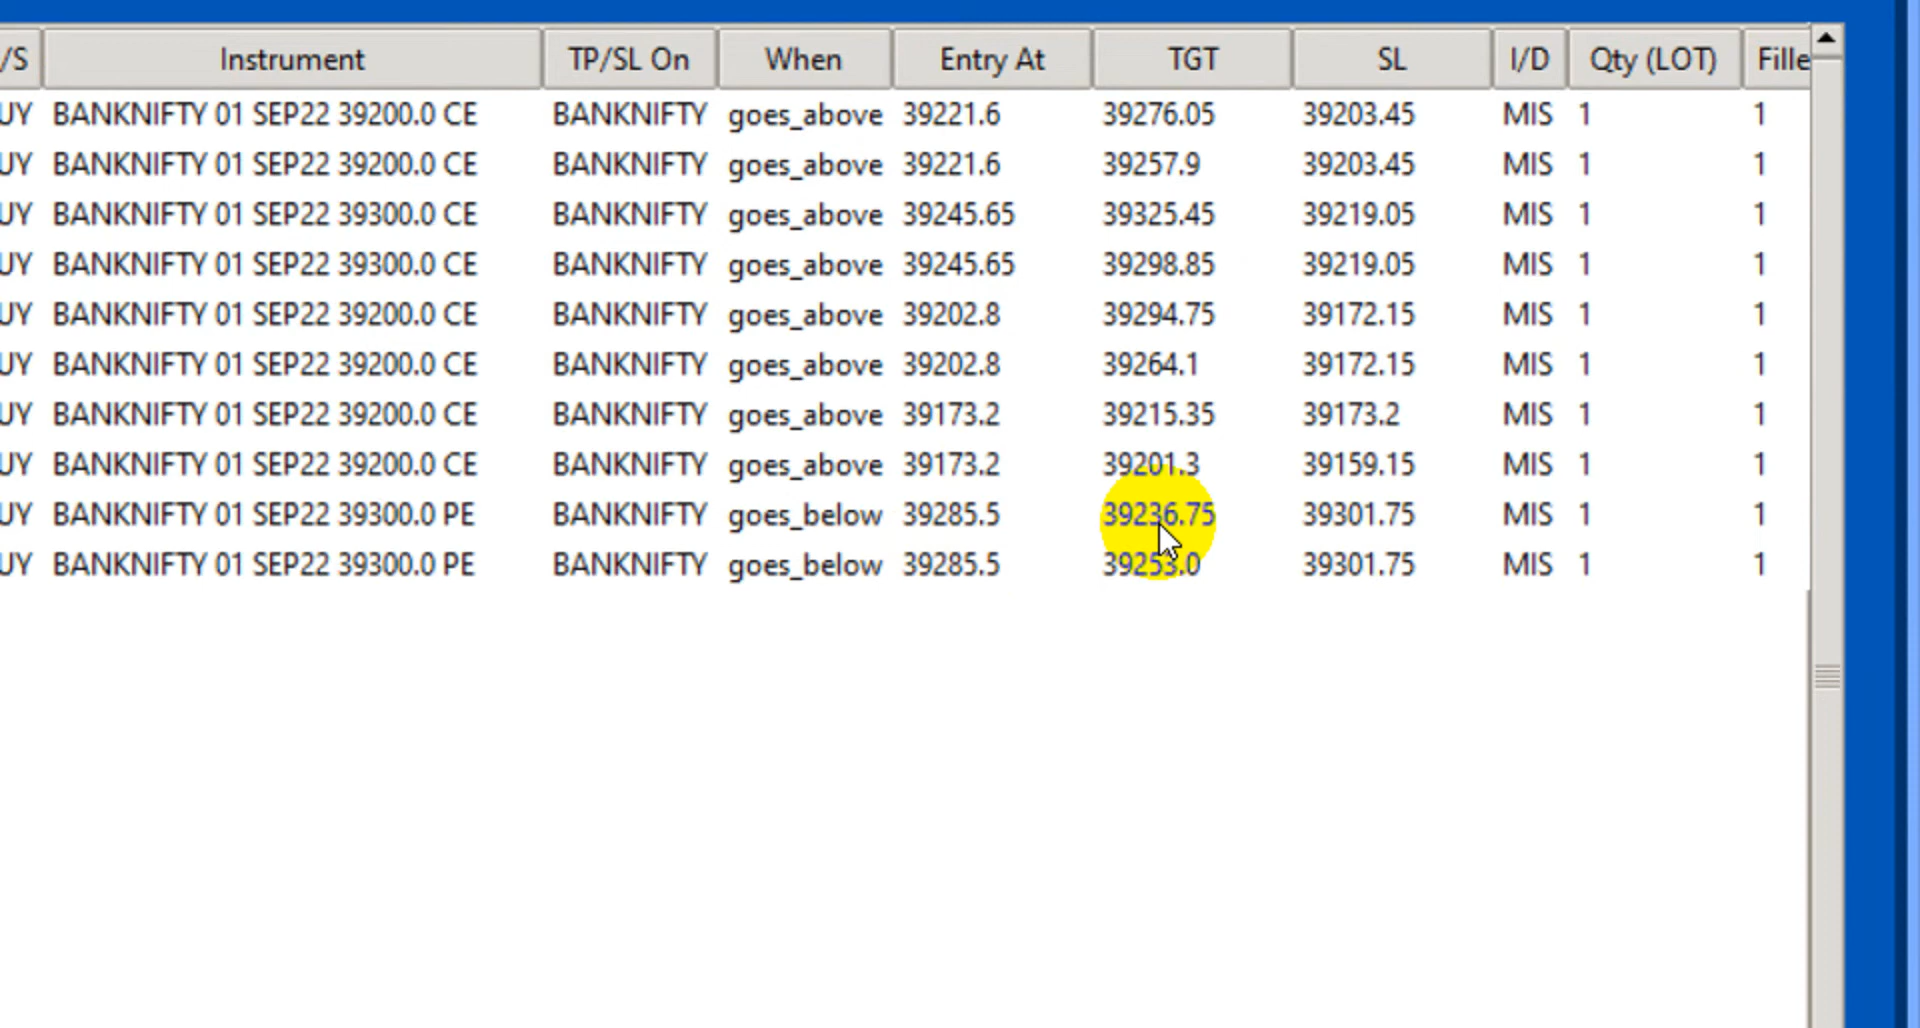 /S Instrument TP/SL On When Entry At TGT SL I/D Qty (LOT) Fille
UY BANKNIFTY 01 SEP22 39200.0 CE BANKNIFTY goes_above 39221.6 39276.05 39203.45 MIS 1 1
UY BANKNIFTY 01 SEP22 39200.0 CE BANKNIFTY goes_above 39221.6 39257.9 39203.45 MIS 1 1
UY BANKNIFTY 01 SEP22 39300.0 CE BANKNIFTY goes_above 39245.65 39325.45 39219.05 MIS 1 1
UY BANKNIFTY 01 SEP22 39300.0 CE BANKNIFTY goes_above 39245.65 39298.85 39219.05 MIS 1 1
UY BANKNIFTY 01 SEP22 39200.0 CE BANKNIFTY goes_above 39202.8 39294.75 39172.15 MIS 1 1
UY BANKNIFTY 01 SEP22 39200.0 CE BANKNIFTY goes_above 39202.8 39264.1 39172.15 MIS 1 1
UY BANKNIFTY 01 SEP22 39200.0 CE BANKNIFTY goes_above 39173.2 39215.35 39173.2 MIS 1 1
UY BANKNIFTY 01 SEP22 39200.0 CE BANKNIFTY goes_above 39173.2 39201.3 39159.15 MIS 1 1
UY BANKNIFTY 01 SEP22 39300.0 PE BANKNIFTY goes_below 39285.5 39236.75 39301.75 MIS 1 1
UY BANKNIFTY 01 SEP22 39300.0 PE BANKNIFTY goes_below 39285.5 39253.0 39301.75 MIS 1 1